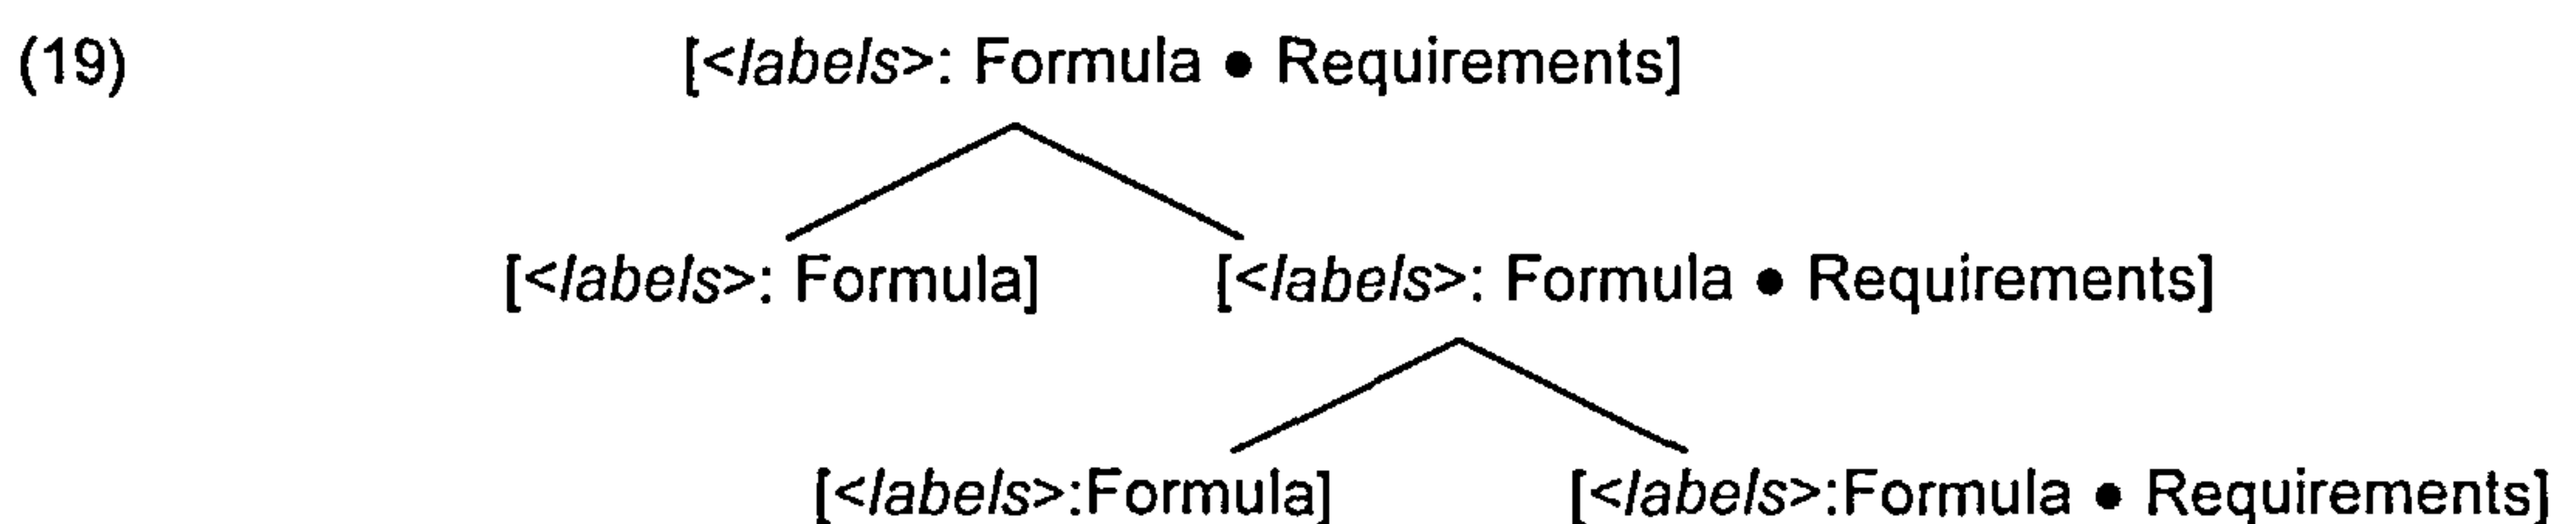 (19) [<labels>: Formula ● Requirements]
[<labels>: Formula] [<labels>: Formula ● Requirements]
[<labels>:Formula] [<labels>:Formula ● Requirements]